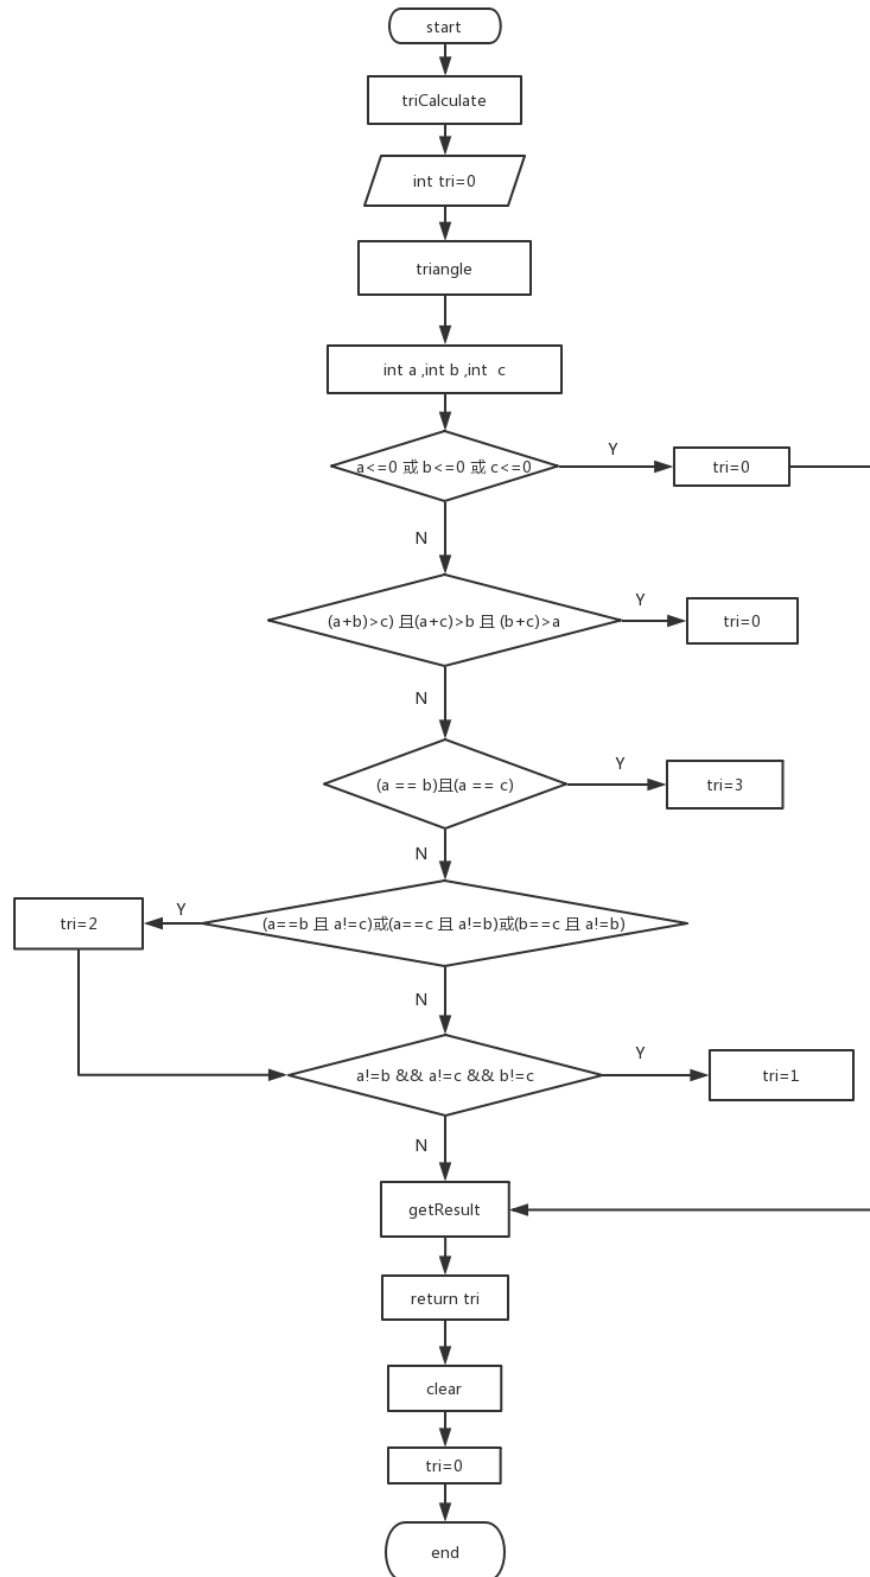 start
triCalculate
int tri=0
triangle
int a ,int b ,int  c
a<=0 或 b<=0 或 c<=0
Y
tri=0
N
(a+b)>c) 且(a+c)>b 且 (b+c)>a
Y
tri=0
N
(a == b)且(a == c)
Y
tri=3
N
(a==b 且 a!=c)或(a==c 且 a!=b)或(b==c 且 a!=b)
Y
tri=2
N
a!=b && a!=c && b!=c
Y
tri=1
N
getResult
return tri
clear
tri=0
end